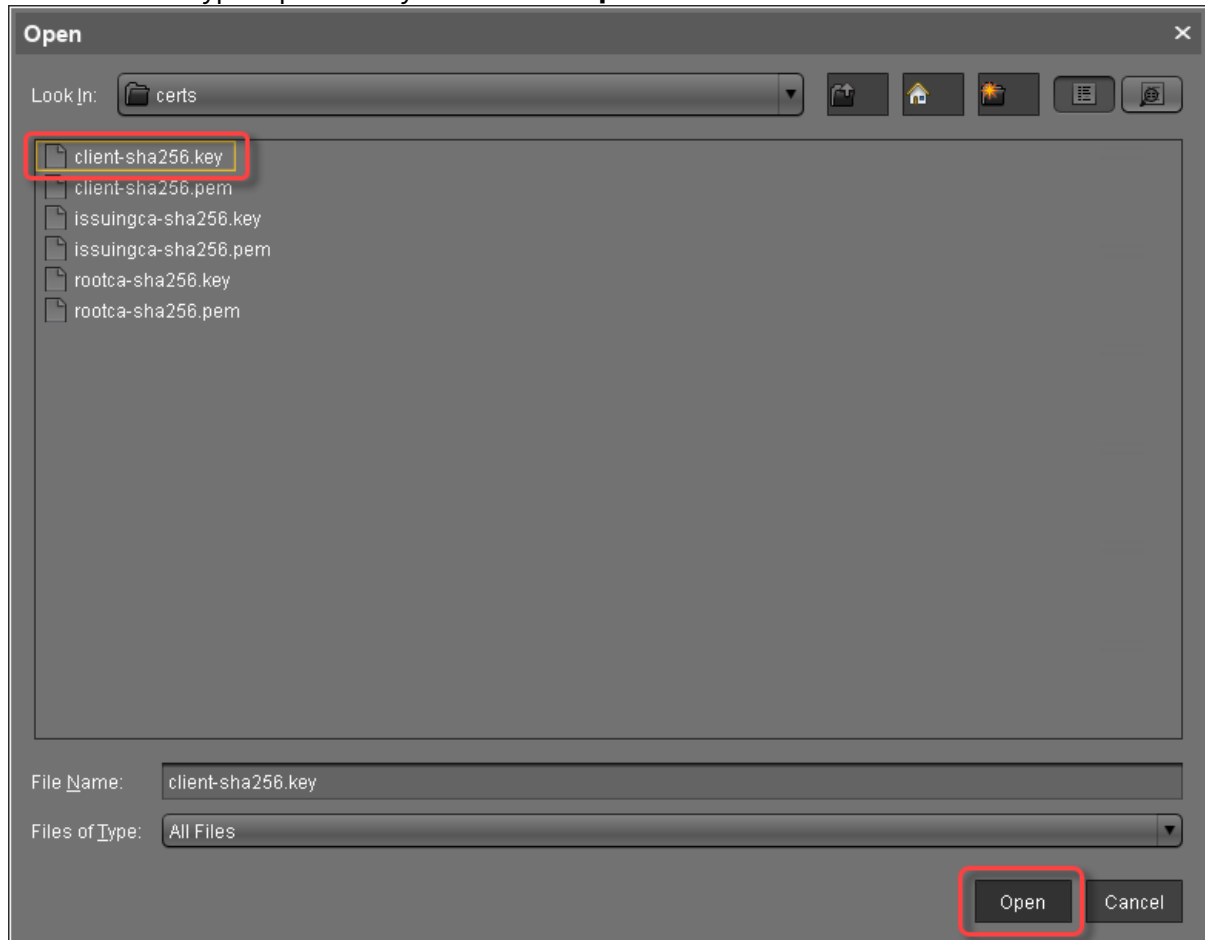 Open
Look In: certs
client-sha256.key
client-sha256.pem
issuingca-sha256.key
issuingca-sha256.pem
rootca-sha256.key
rootca-sha256.pem
File Name: client-sha256.key
Files of Type: All Files
Open Cancel